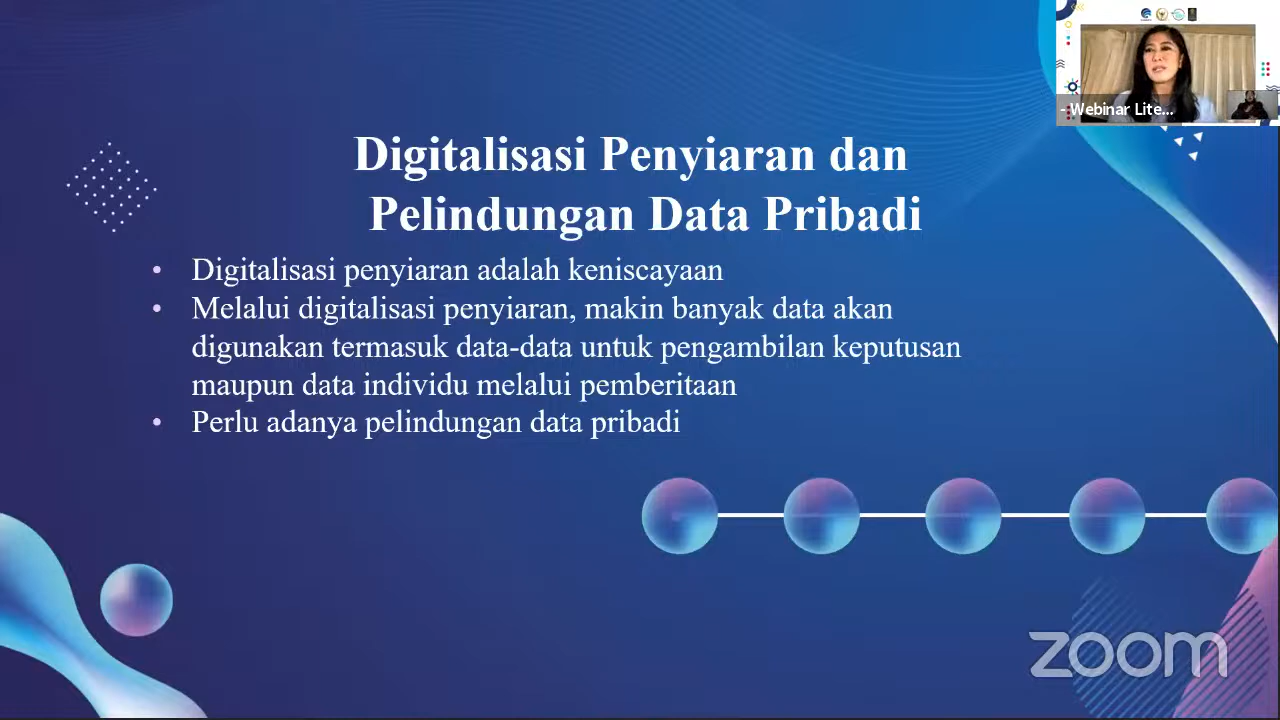 - Webinar Lite...
Digitalisasi Penyiaran dan
Pelindungan Data Pribadi
• Digitalisasi penyiaran adalah keniscayaan
• Melalui digitalisasi penyiaran, makin banyak data akan
digunakan termasuk data-data untuk pengambilan keputusan
maupun data individu melalui pemberitaan
• Perlu adanya pelindungan data pribadi
zoom